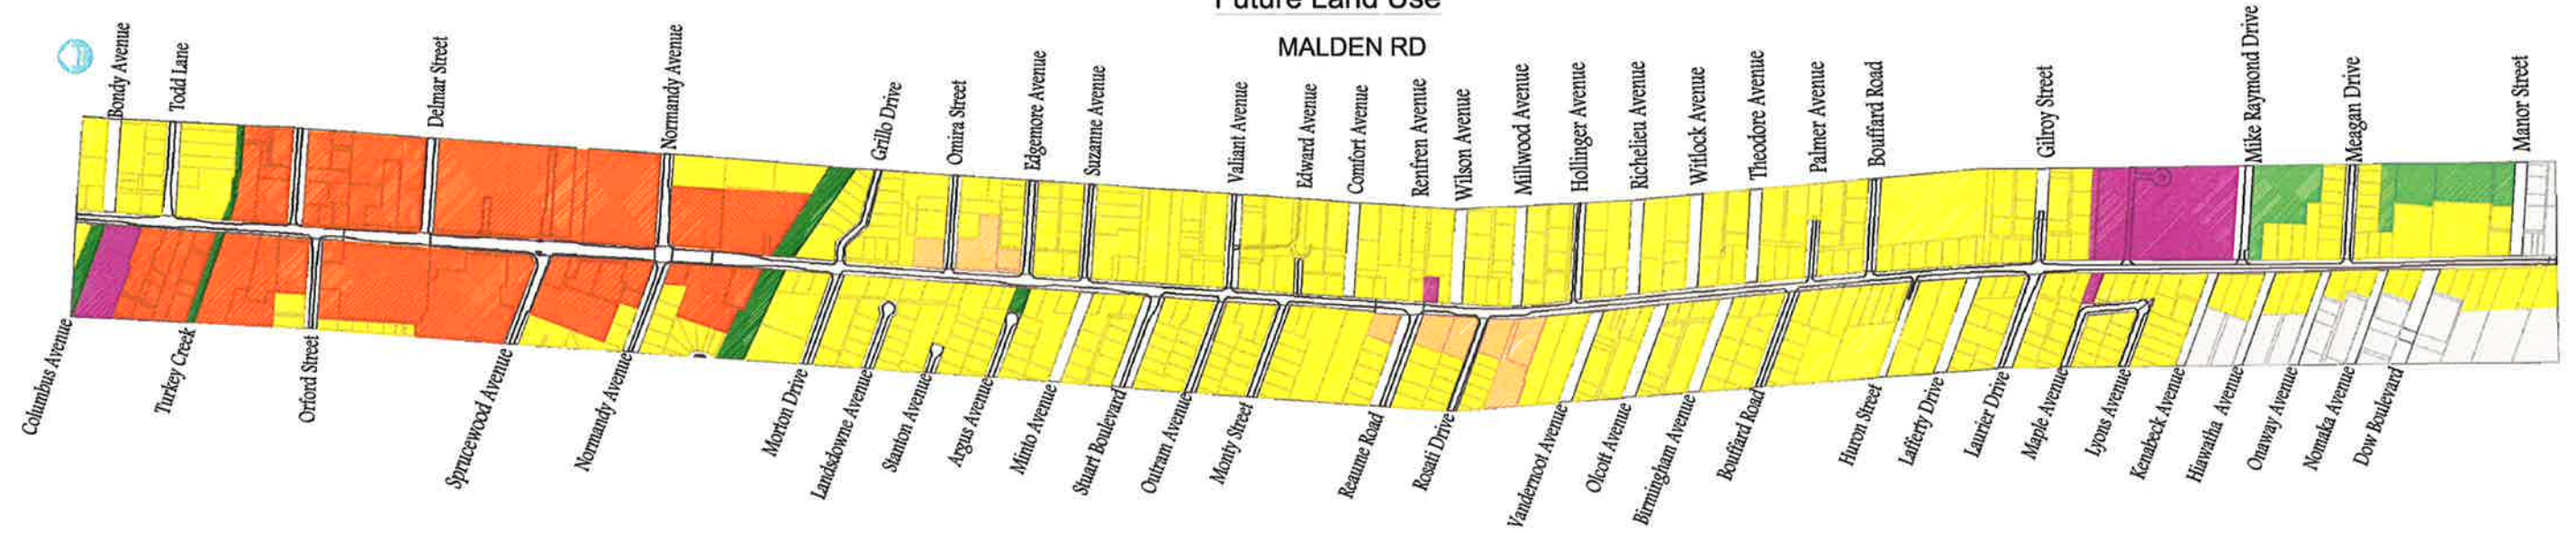 Future Land Use
MALDEN RD
Bondy Avenue
Todd Lane
Delmar Street
Normandy Avenue
Grillo Drive
Omira Street
Edgemore Avenue
Suzanne Avenue
Valiant Avenue
Edward Avenue
Comfort Avenue
Renfren Avenue
Wilson Avenue
Millwood Avenue
Hollinger Avenue
Richelieu Avenue
Witlock Avenue
Theodore Avenue
Palmer Avenue
Bouffard Road
Gilroy Street
Mike Raymond Drive
Meagan Drive
Manor Street
Columbus Avenue
Turkey Creek
Orford Street
Sprucewood Avenue
Normandy Avenue
Morton Drive
Landsdowne Avenue
Stanton Avenue
Argus Avenue
Minto Avenue
Stuart Boulevard
Outram Avenue
Monty Street
Reaume Road
Rosati Drive
Vandernoot Avenue
Olcott Avenue
Birmingham Avenue
Bouffard Road
Huron Street
Lafferty Drive
Laurier Drive
Maple Avenue
Lyons Avenue
Kenabeck Avenue
Hiawatha Avenue
Onaway Avenue
Nomaka Avenue
Dow Boulevard